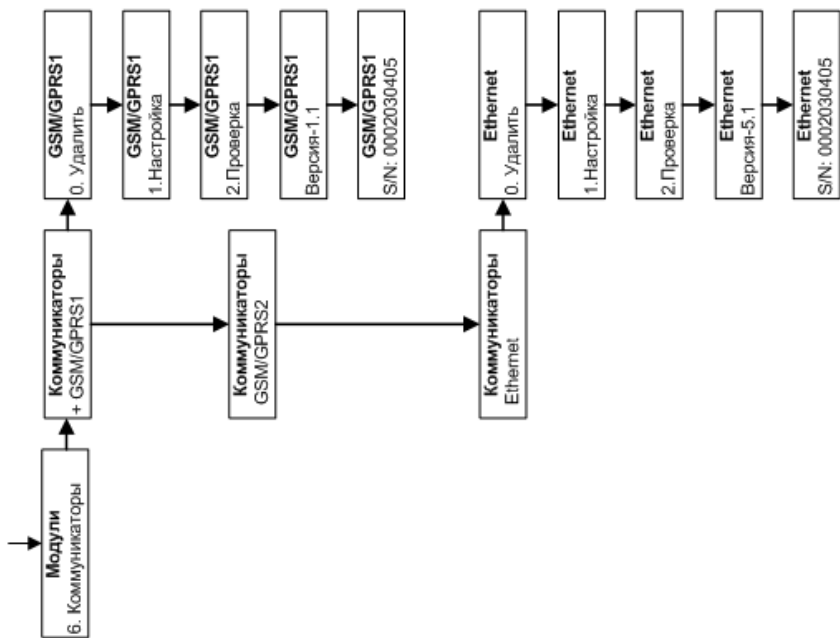 Модули
6. Коммуникаторы
Коммуникаторы
+ GSM/GPRS1
GSM/GPRS1
0. Удалить
GSM/GPRS1
1.Настройка
GSM/GPRS1
2.Проверка
GSM/GPRS1
Версия-1.1
GSM/GPRS1
S/N: 0002030405
Коммуникаторы
GSM/GPRS2
Коммуникаторы
Ethernet
Ethernet
0. Удалить
Ethernet
1.Настройка
Ethernet
2.Проверка
Ethernet
Версия-5.1
Ethernet
S/N: 0002030405